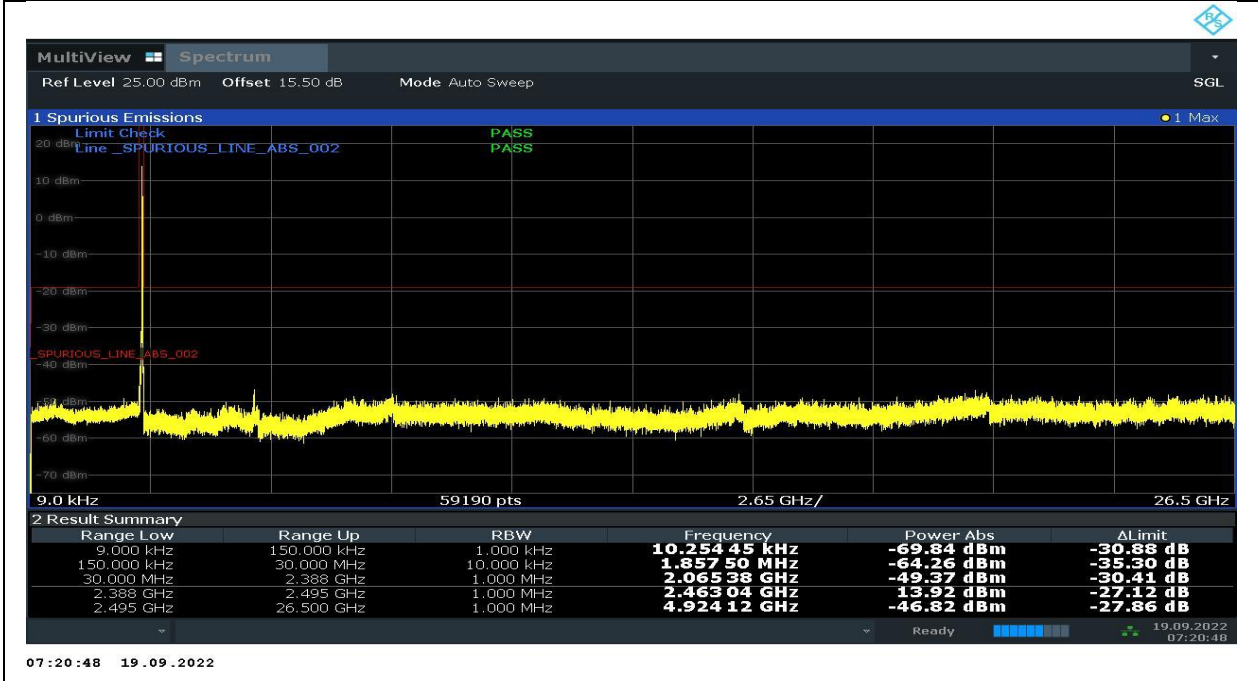 R&S
MultiView Spectrum
Ref Level 25.00 dBm Offset 15.50 dB Mode Auto Sweep SGL
1 Spurious Emissions 1 Max
Limit Check PASS
20 dBm
Line _SPURIOUS_LINE_ABS_002 PASS
10 dBm
0 dBm
-10 dBm
-20 dBm
-30 dBm
_SPURIOUS_LINE_ABS_002
-40 dBm
-50 dBm
-60 dBm
-70 dBm
9.0 kHz 59190 pts 2.65 GHz/ 26.5 GHz
2 Result Summary
Range Low Range Up RBW Frequency Power Abs ΔLimit
9.000 kHz 150.000 kHz 1.000 kHz 10.254 45 kHz -69.84 dBm -30.88 dB
150.000 kHz 30.000 MHz 10.000 kHz 1.857 50 MHz -64.26 dBm -35.30 dB
30.000 MHz 2.388 GHz 1.000 MHz 2.065 38 GHz -49.37 dBm -30.41 dB
2.388 GHz 2.495 GHz 1.000 MHz 2.463 04 GHz 13.92 dBm -27.12 dB
2.495 GHz 26.500 GHz 1.000 MHz 4.924 12 GHz -46.82 dBm -27.86 dB
Ready 19.09.2022
07:20:48
07:20:48 19.09.2022